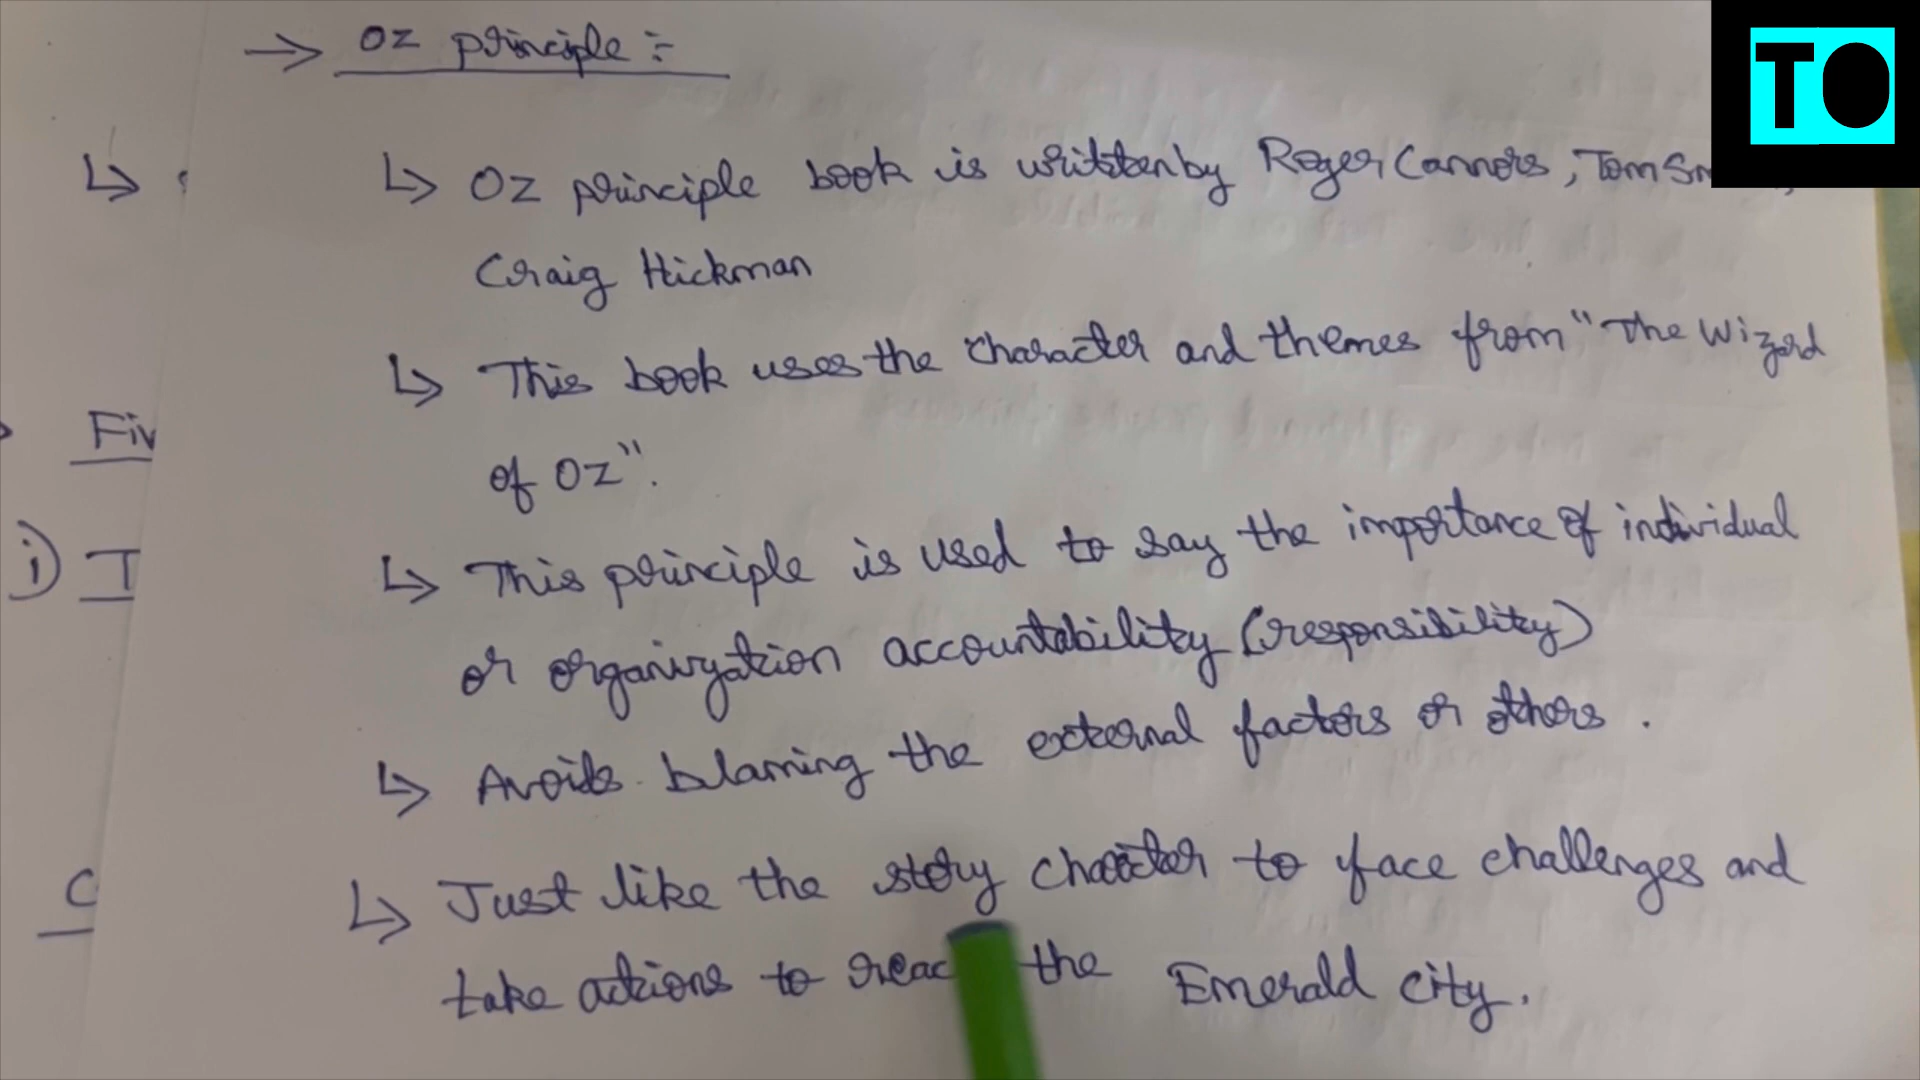 → Oz principle :-
↳ Oz principle book is written by Roger Connors, Tom
Craig Hickman
↳ This book uses the character and themes from "The Wizard
of Oz".
↳ This principle is used to say the importance of individual
or organization accountability (responsibility)
↳ Avoids blaming the external factors or others.
↳ Just like the story character to face challenges and
take actions to the Emerald city.
Fiv
i) I
C
TO